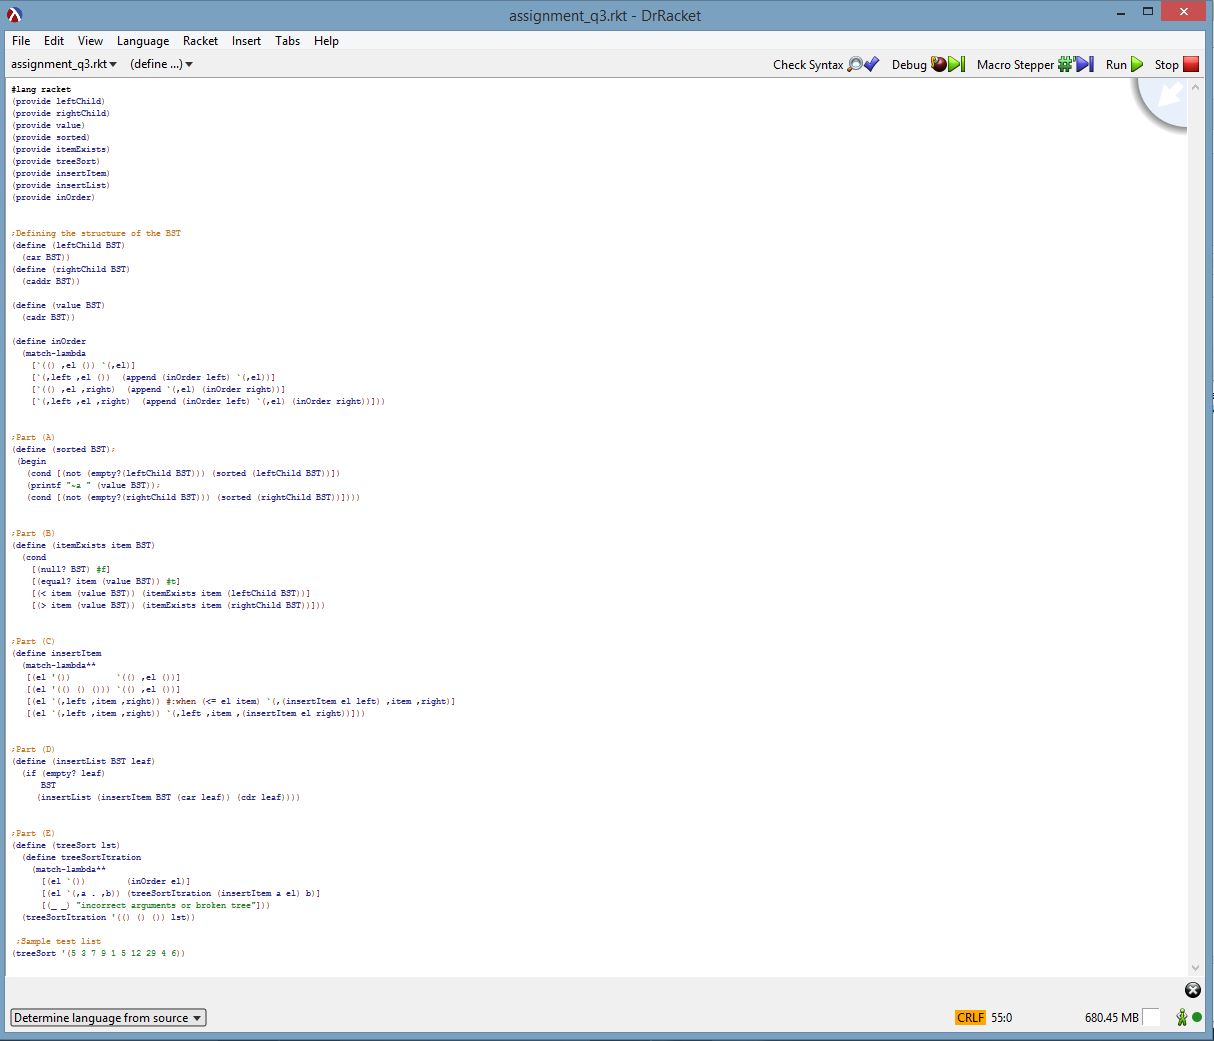 assignment_q3.rkt - DrRacket
File Edit View Language Racket Insert Tabs Help
assignment_q3.rkt (define ...) Check Syntax Debug Macro Stepper Run Stop
#lang racket
(provide leftChild)
(provide rightChild)
(provide value)
(provide sorted)
(provide itemExists)
(provide treeSort)
(provide insertItem)
(provide insertList)
(provide inOrder)
;Defining the structure of the BST
(define (leftChild BST)
  (car BST))
(define (rightChild BST)
  (caddr BST))
(define (value BST)
  (cadr BST))
(define inOrder
  (match-lambda
    [`(() ,el ()) `(,el)]
    [`(,left ,el ())  (append (inOrder left) `(,el))]
    [`(() ,el ,right)  (append `(,el) (inOrder right))]
    [`(,left ,el ,right)  (append (inOrder left) `(,el) (inOrder right))]))
;Part (A)
(define (sorted BST);
 (begin
   (cond [(not (empty?(leftChild BST))) (sorted (leftChild BST))])
   (printf "~a " (value BST));
   (cond [(not (empty?(rightChild BST))) (sorted (rightChild BST))])))
;Part (B)
(define (itemExists item BST)
  (cond
    [(null? BST) #f]
    [(equal? item (value BST)) #t]
    [(< item (value BST)) (itemExists item (leftChild BST))]
    [(> item (value BST)) (itemExists item (rightChild BST))]))
;Part (C)
(define insertItem
  (match-lambda**
   [(el '())         `(() ,el ())]
   [(el '(() () ())) `(() ,el ())]
   [(el `(,left ,item ,right)) #:when (<= el item) `(,(insertItem el left) ,item ,right)]
   [(el `(,left ,item ,right)) `(,left ,item ,(insertItem el right))]))
;Part (D)
(define (insertList BST leaf)
  (if (empty? leaf)
      BST
     (insertList (insertItem BST (car leaf)) (cdr leaf))))
;Part (E)
(define (treeSort lst)
  (define treeSortItration
    (match-lambda**
      [(el '())        (inOrder el)]
      [(el `(,a . ,b)) (treeSortItration (insertItem a el) b)]
      [(_ _) "incorrect arguments or broken tree"]))
  (treeSortItration '(() () ()) lst))
 ;Sample test list
(treeSort '(5 3 7 9 1 5 12 29 4 6))
Determine language from source CRLF 55:0 680.45 MB